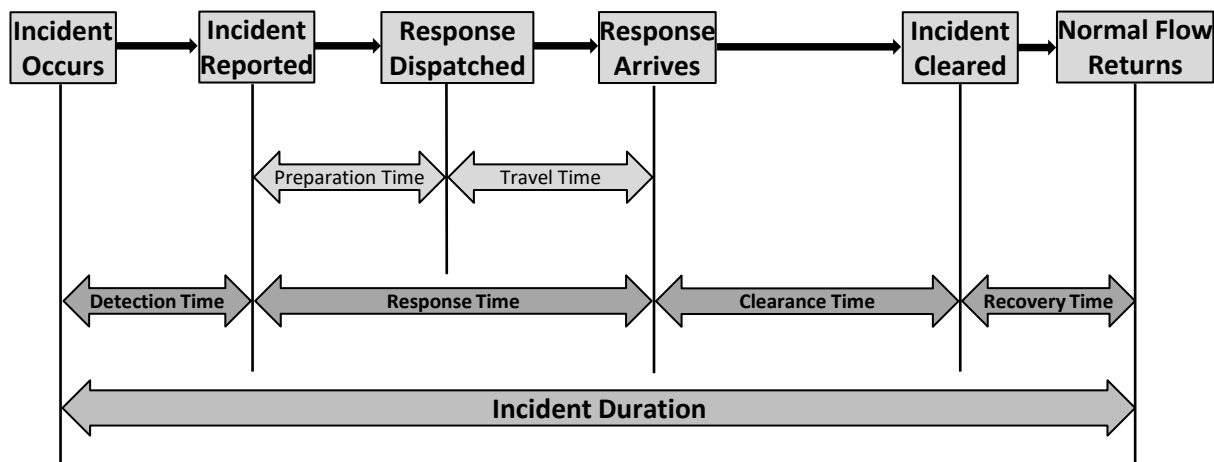 Incident
Occurs
Incident
Reported
Response
Dispatched
Response
Arrives
Incident
Cleared
Normal Flow
Returns
Preparation Time
Travel Time
Detection Time
Response Time
Clearance Time
Recovery Time
Incident Duration